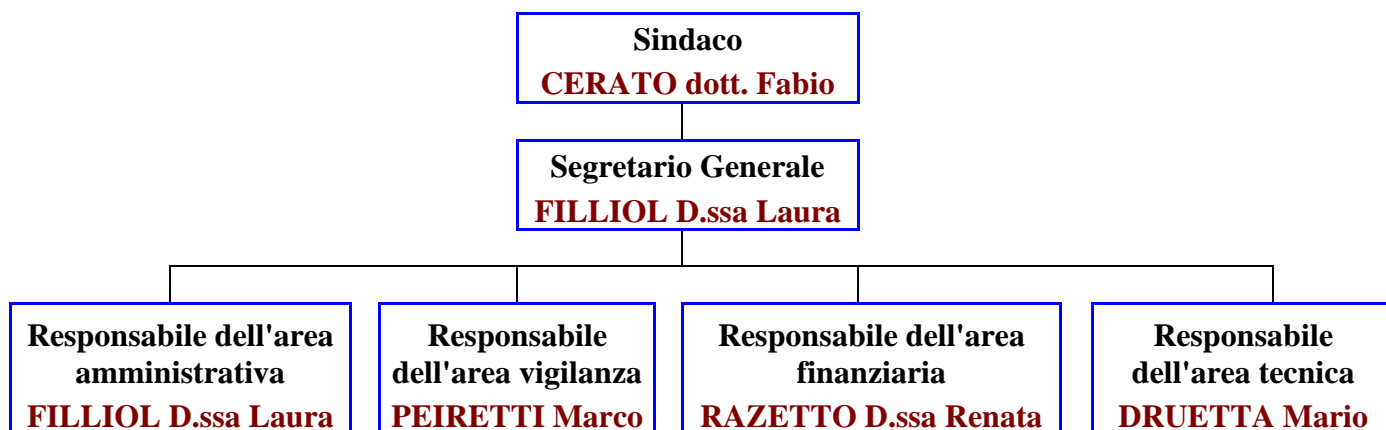 Sindaco
CERATO dott. Fabio
Segretario Generale
FILLIOL D.ssa Laura
Responsabile dell'area
amministrativa
FILLIOL D.ssa Laura
Responsabile
dell'area vigilanza
PEIRETTI Marco
Responsabile dell'area
finanziaria
RAZETTO D.ssa Renata
Responsabile
dell'area tecnica
DRUETTA Mario